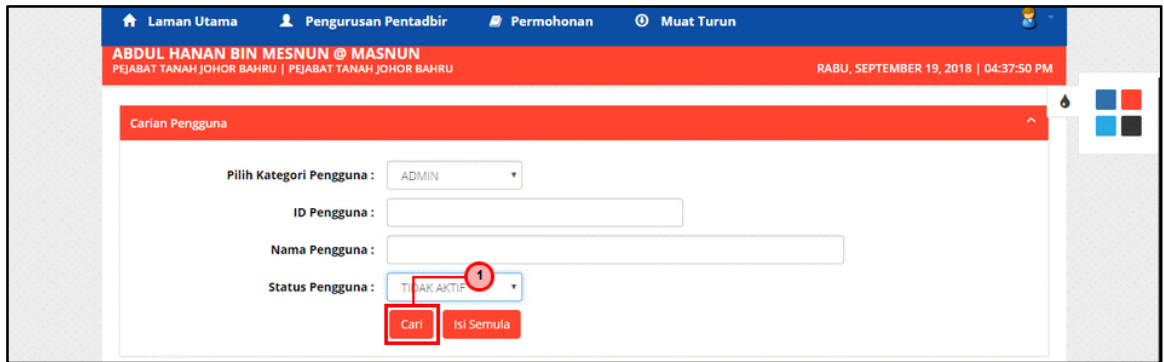 Laman Utama Pengurusan Pentadbir Permohonan Muat Turun
ABDUL HANAN BIN MESNUN @ MASNUN
PEJABAT TANAH JOHOR BAHRU | PEJABAT TANAH JOHOR BAHRU RABU, SEPTEMBER 19, 2018 | 04:37:50 PM
Carian Pengguna
Pilih Kategori Pengguna : ADMIN
ID Pengguna :
Nama Pengguna :
1
Status Pengguna : TIDAK AKTIF
Cari Isi Semula